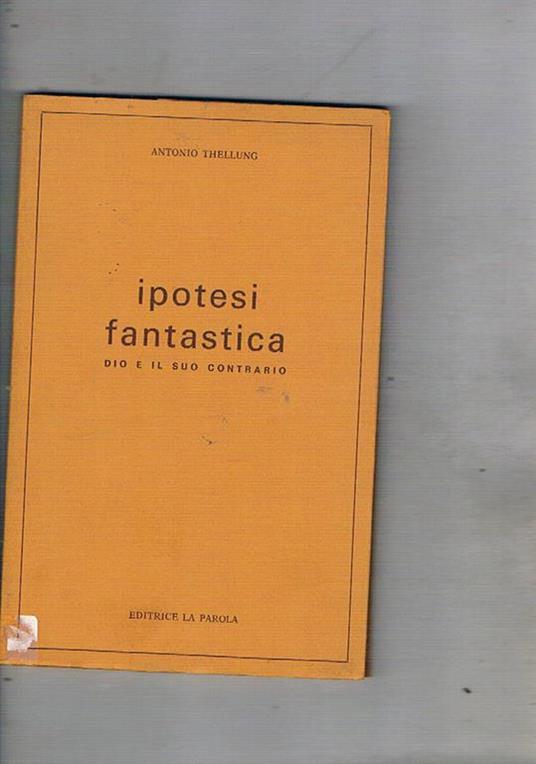 ANTONIO THELLUNG
ipotesi
fantastica
DIO E IL SUO CONTRARIO
EDITRICE LA PAROLA